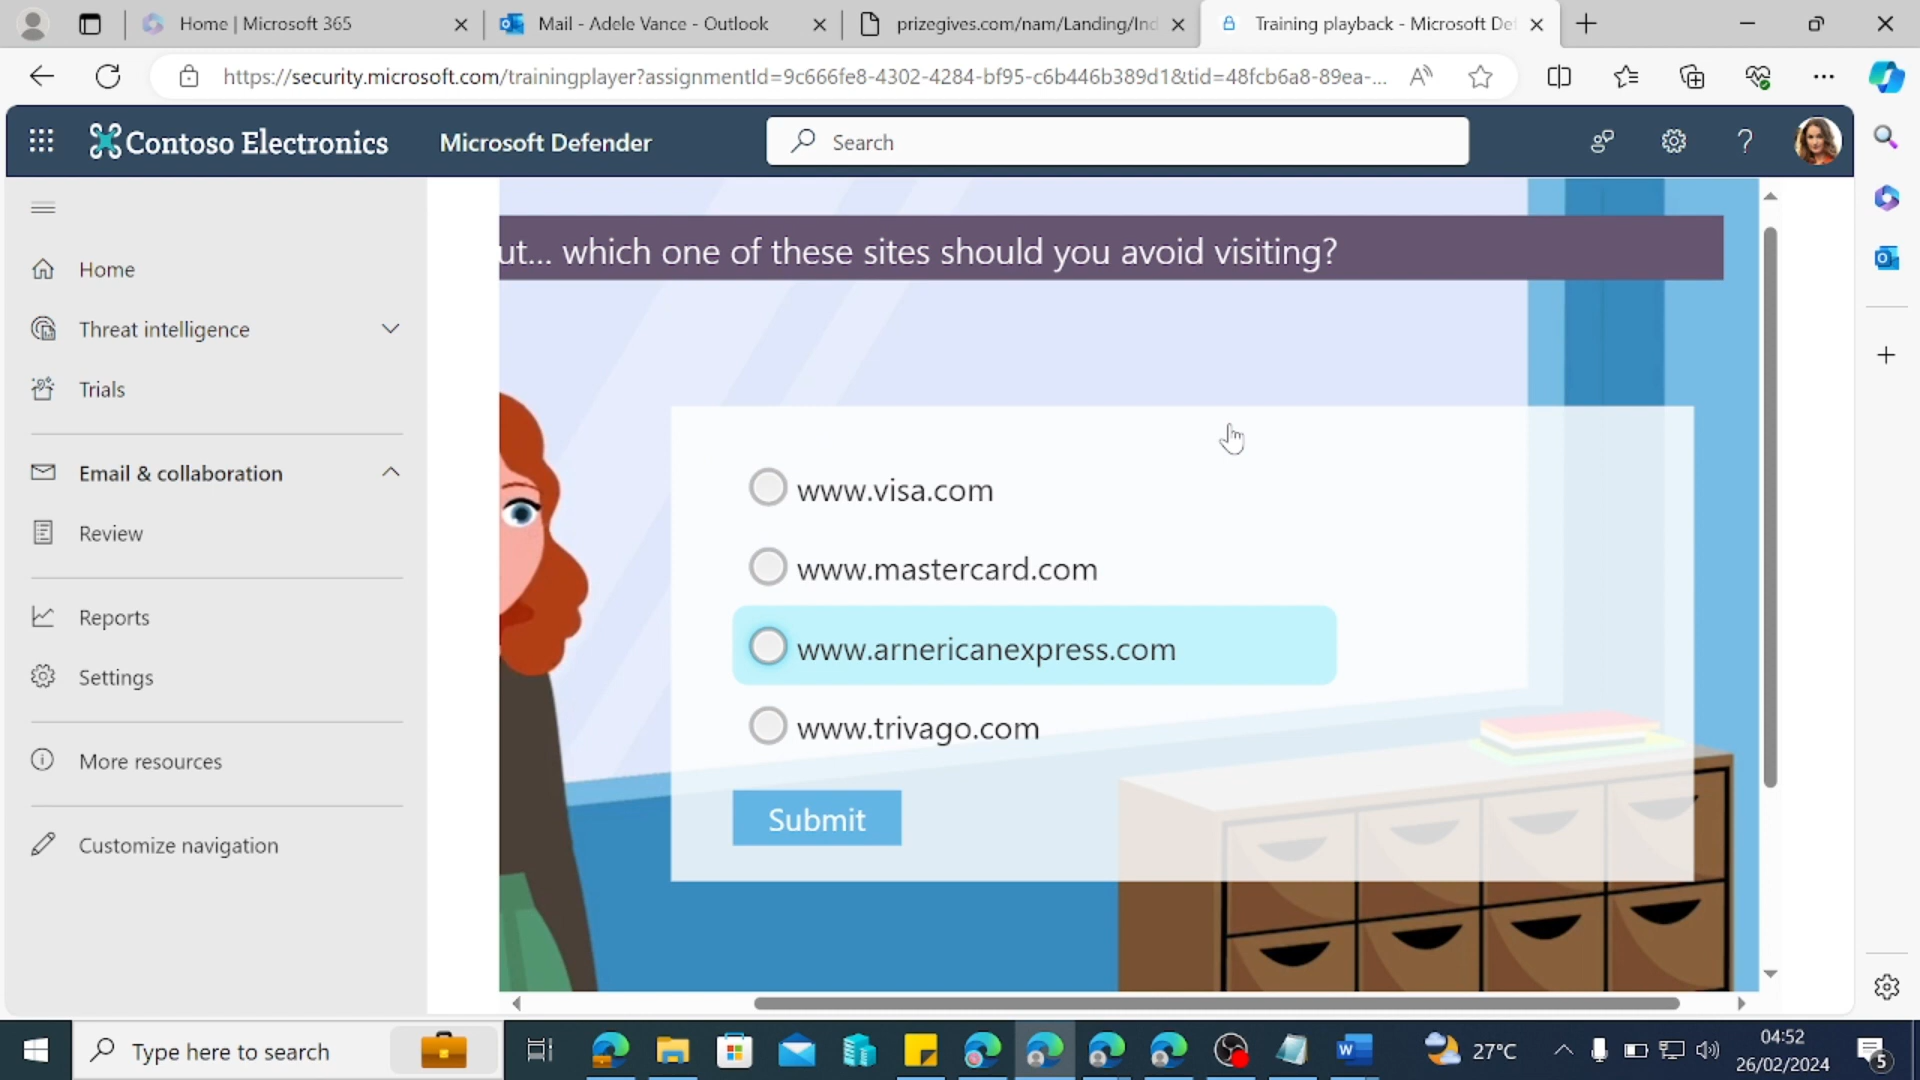 Home | Microsoft 365
Mail - Adele Vance - Outlook
prizegives.com/nam/Landing/Ind
Training playback - Microsoft De
https://security.microsoft.com/trainingplayer?assignmentId=9c666fe8-4302-4284-bf95-c6b446b389d1&tid=48fcb6a8-89ea-...
Contoso Electronics
Microsoft Defender
Search
Home
Threat intelligence
Trials
Email & collaboration
Review
Reports
Settings
More resources
Customize navigation
ut... which one of these sites should you avoid visiting?
www.visa.com
www.mastercard.com
www.arnericanexpress.com
www.trivago.com
Submit
Type here to search
27°C
04:52
26/02/2024
5